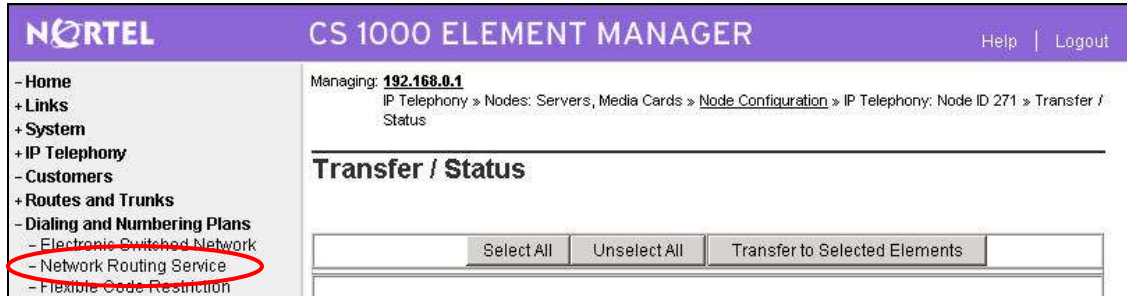 NORTEL
CS 1000 ELEMENT MANAGER
Help | Logout
- Home
+ Links
+ System
+ IP Telephony
- Customers
+ Routes and Trunks
- Dialing and Numbering Plans
- Electronic Switched Network
- Network Routing Service
- Flexible Code Restriction
Managing: 192.168.0.1
IP Telephony » Nodes: Servers, Media Cards » Node Configuration » IP Telephony: Node ID 271 » Transfer /
Status
Transfer / Status
Select All Unselect All Transfer to Selected Elements